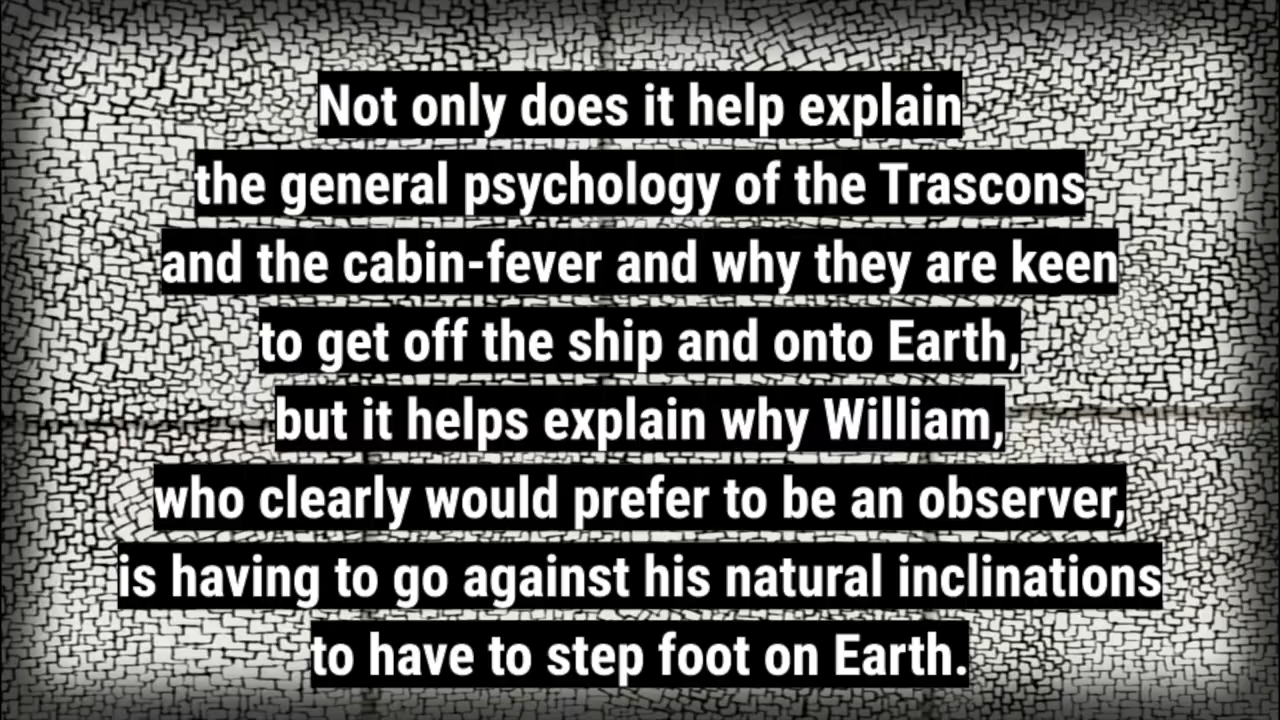 Not only does it help explain
the general psychology of the Trascons
and the cabin-fever and why they are keen
to get off the ship and onto Earth,
but it helps explain why William,
who clearly would prefer to be an observer,
is having to go against his natural inclinations
to have to step foot on Earth.